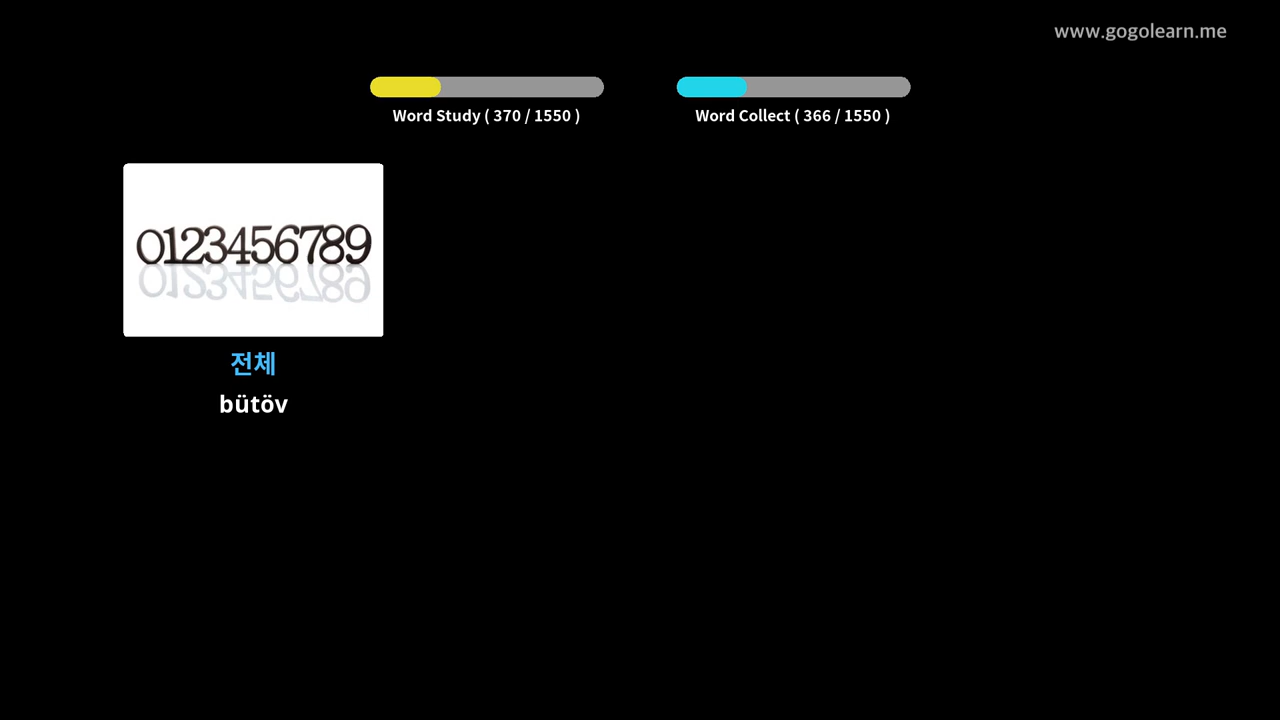 www.gogolearn.me
Word Study ( 370 / 1550 )
Word Collect ( 366 / 1550 )
0123456789
전체
bütöv